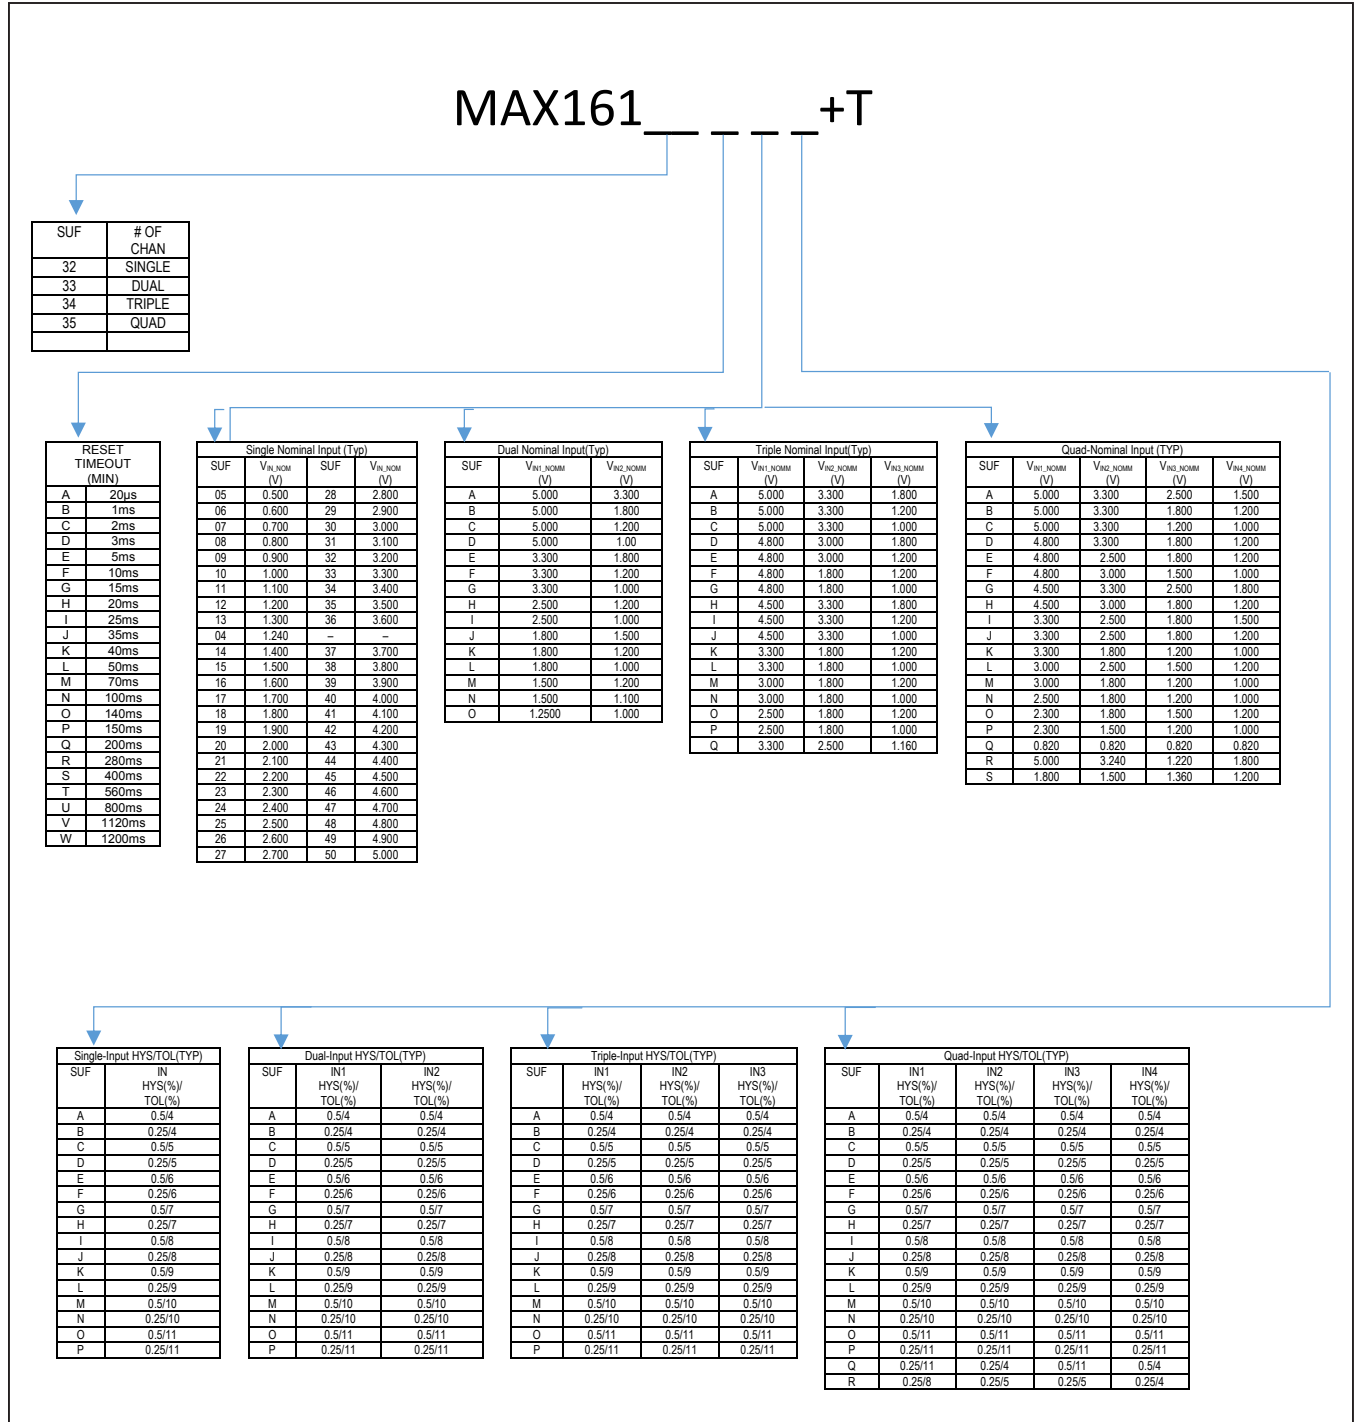 MAX161__ _ _ _+T
SUF # OF CHAN
32 SINGLE
33 DUAL
34 TRIPLE
35 QUAD
RESET
TIMEOUT
(MIN)
A 20µs
B 1ms
C 2ms
D 3ms
E 5ms
F 10ms
G 15ms
H 20ms
I 25ms
J 35ms
K 40ms
L 50ms
M 70ms
N 100ms
O 140ms
P 150ms
Q 200ms
R 280ms
S 400ms
T 560ms
U 800ms
V 1120ms
W 1200ms
Single Nominal Input (Typ)
SUF VIN_NOM (V) SUF VIN_NOM (V)
05 0.500 28 2.800
06 0.600 29 2.900
07 0.700 30 3.000
08 0.800 31 3.100
09 0.900 32 3.200
10 1.000 33 3.300
11 1.100 34 3.400
12 1.200 35 3.500
13 1.300 36 3.600
04 1.240 – –
14 1.400 37 3.700
15 1.500 38 3.800
16 1.600 39 3.900
17 1.700 40 4.000
18 1.800 41 4.100
19 1.900 42 4.200
20 2.000 43 4.300
21 2.100 44 4.400
22 2.200 45 4.500
23 2.300 46 4.600
24 2.400 47 4.700
25 2.500 48 4.800
26 2.600 49 4.900
27 2.700 50 5.000
Dual Nominal Input(Typ)
SUF VIN1_NOMM (V) VIN2_NOMM (V)
A 5.000 3.300
B 5.000 1.800
C 5.000 1.200
D 5.000 1.00
E 3.300 1.800
F 3.300 1.200
G 3.300 1.000
H 2.500 1.200
I 2.500 1.000
J 1.800 1.500
K 1.800 1.200
L 1.800 1.000
M 1.500 1.200
N 1.500 1.100
O 1.2500 1.000
Triple Nominal Input(Typ)
SUF VIN1_NOMM (V) VIN2_NOMM (V) VIN3_NOMM (V)
A 5.000 3.300 1.800
B 5.000 3.300 1.200
C 5.000 3.300 1.000
D 4.800 3.000 1.800
E 4.800 3.000 1.200
F 4.800 1.800 1.200
G 4.800 1.800 1.000
H 4.500 3.300 1.800
I 4.500 3.300 1.200
J 4.500 3.300 1.000
K 3.300 1.800 1.200
L 3.300 1.800 1.000
M 3.000 1.800 1.200
N 3.000 1.800 1.000
O 2.500 1.800 1.200
P 2.500 1.800 1.000
Q 3.300 2.500 1.160
Quad-Nominal Input (TYP)
SUF VIN1_NOMM (V) VIN2_NOMM (V) VIN3_NOMM (V) VIN4_NOMM (V)
A 5.000 3.300 2.500 1.500
B 5.000 3.300 1.800 1.200
C 5.000 3.300 1.200 1.000
D 4.800 3.300 1.800 1.200
E 4.800 2.500 1.800 1.200
F 4.800 3.000 1.500 1.000
G 4.500 3.300 2.500 1.800
H 4.500 3.000 1.800 1.200
I 3.300 2.500 1.800 1.500
J 3.300 2.500 1.800 1.200
K 3.300 1.800 1.200 1.000
L 3.000 2.500 1.500 1.200
M 3.000 1.800 1.200 1.000
N 2.500 1.800 1.200 1.000
O 2.300 1.800 1.500 1.200
P 2.300 1.500 1.200 1.000
Q 0.820 0.820 0.820 0.820
R 5.000 3.240 1.220 1.800
S 1.800 1.500 1.360 1.200
Single-Input HYS/TOL(TYP)
SUF IN HYS(%)/ TOL(%)
A 0.5/4
B 0.25/4
C 0.5/5
D 0.25/5
E 0.5/6
F 0.25/6
G 0.5/7
H 0.25/7
I 0.5/8
J 0.25/8
K 0.5/9
L 0.25/9
M 0.5/10
N 0.25/10
O 0.5/11
P 0.25/11
Dual-Input HYS/TOL(TYP)
SUF IN1 HYS(%)/ TOL(%) IN2 HYS(%)/ TOL(%)
A 0.5/4 0.5/4
B 0.25/4 0.25/4
C 0.5/5 0.5/5
D 0.25/5 0.25/5
E 0.5/6 0.5/6
F 0.25/6 0.25/6
G 0.5/7 0.5/7
H 0.25/7 0.25/7
I 0.5/8 0.5/8
J 0.25/8 0.25/8
K 0.5/9 0.5/9
L 0.25/9 0.25/9
M 0.5/10 0.5/10
N 0.25/10 0.25/10
O 0.5/11 0.5/11
P 0.25/11 0.25/11
Triple-Input HYS/TOL(TYP)
SUF IN1 HYS(%)/ TOL(%) IN2 HYS(%)/ TOL(%) IN3 HYS(%)/ TOL(%)
A 0.5/4 0.5/4 0.5/4
B 0.25/4 0.25/4 0.25/4
C 0.5/5 0.5/5 0.5/5
D 0.25/5 0.25/5 0.25/5
E 0.5/6 0.5/6 0.5/6
F 0.25/6 0.25/6 0.25/6
G 0.5/7 0.5/7 0.5/7
H 0.25/7 0.25/7 0.25/7
I 0.5/8 0.5/8 0.5/8
J 0.25/8 0.25/8 0.25/8
K 0.5/9 0.5/9 0.5/9
L 0.25/9 0.25/9 0.25/9
M 0.5/10 0.5/10 0.5/10
N 0.25/10 0.25/10 0.25/10
O 0.5/11 0.5/11 0.5/11
P 0.25/11 0.25/11 0.25/11
Quad-Input HYS/TOL(TYP)
SUF IN1 HYS(%)/ TOL(%) IN2 HYS(%)/ TOL(%) IN3 HYS(%)/ TOL(%) IN4 HYS(%)/ TOL(%)
A 0.5/4 0.5/4 0.5/4 0.5/4
B 0.25/4 0.25/4 0.25/4 0.25/4
C 0.5/5 0.5/5 0.5/5 0.5/5
D 0.25/5 0.25/5 0.25/5 0.25/5
E 0.5/6 0.5/6 0.5/6 0.5/6
F 0.25/6 0.25/6 0.25/6 0.25/6
G 0.5/7 0.5/7 0.5/7 0.5/7
H 0.25/7 0.25/7 0.25/7 0.25/7
I 0.5/8 0.5/8 0.5/8 0.5/8
J 0.25/8 0.25/8 0.25/8 0.25/8
K 0.5/9 0.5/9 0.5/9 0.5/9
L 0.25/9 0.25/9 0.25/9 0.25/9
M 0.5/10 0.5/10 0.5/10 0.5/10
N 0.25/10 0.25/10 0.25/10 0.25/10
O 0.5/11 0.5/11 0.5/11 0.5/11
P 0.25/11 0.25/11 0.25/11 0.25/11
Q 0.25/11 0.25/4 0.5/11 0.5/4
R 0.25/8 0.25/5 0.25/5 0.25/4